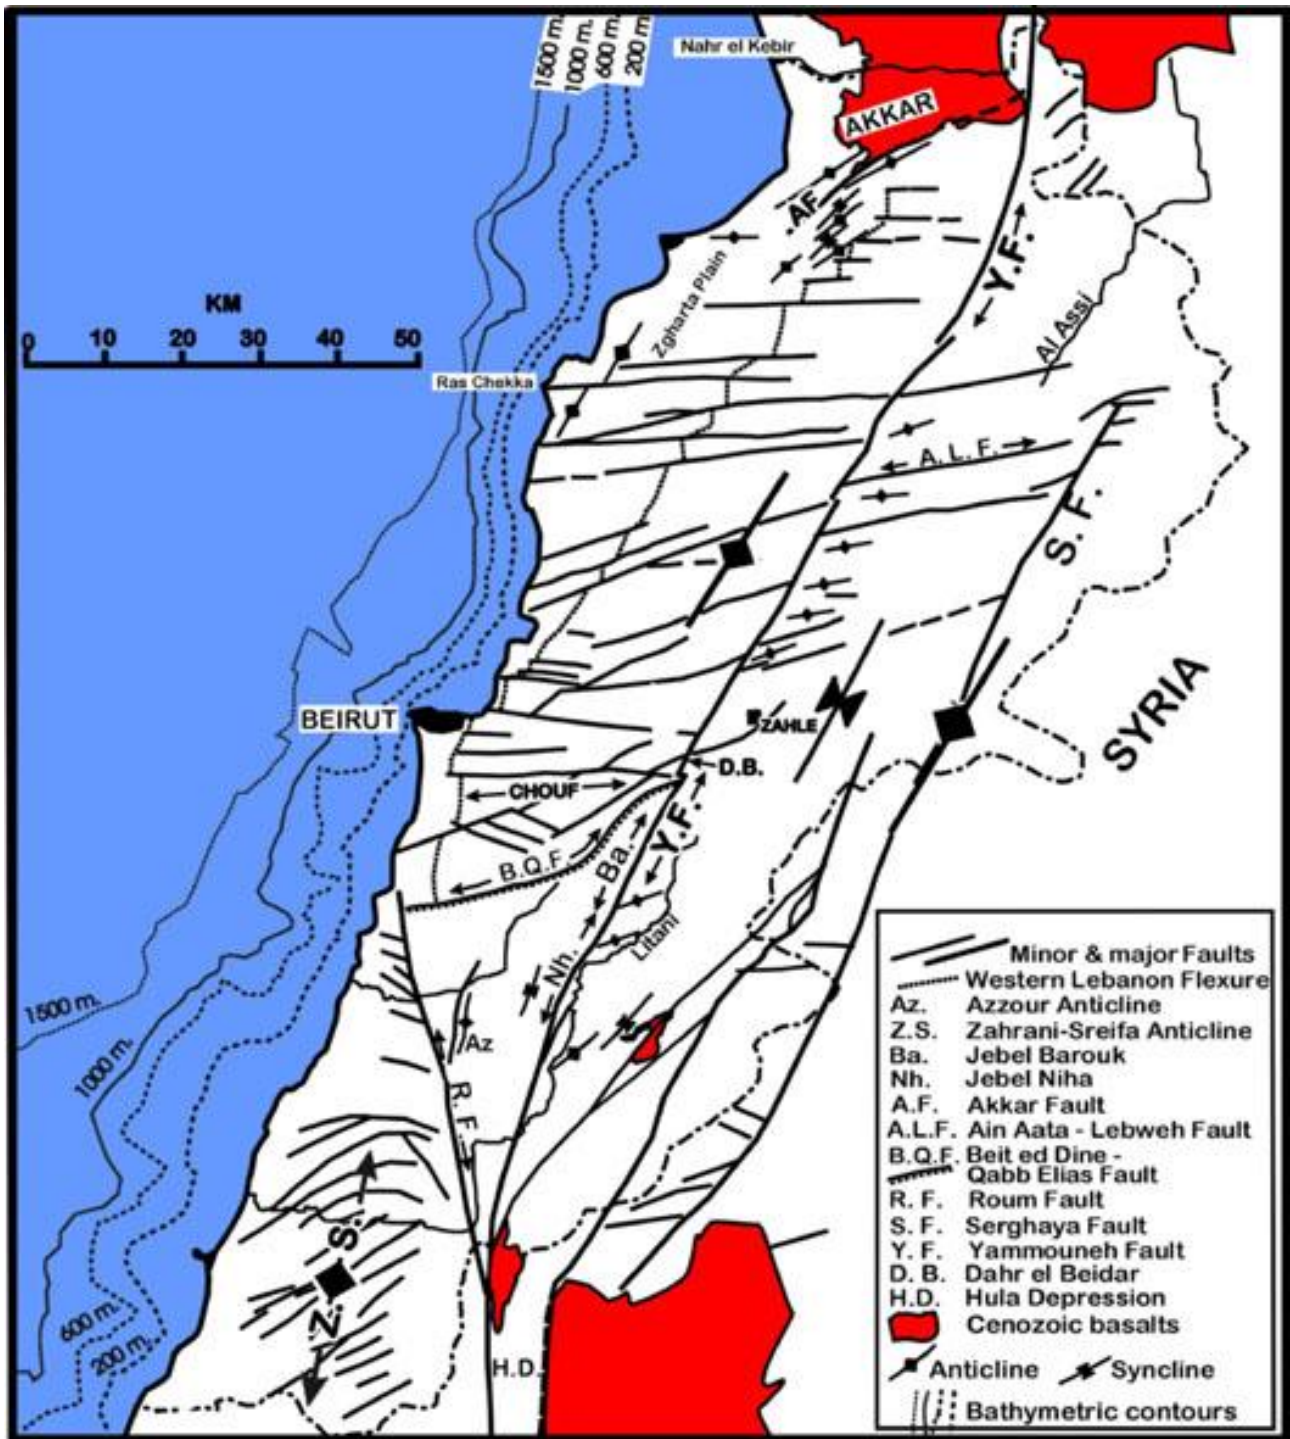 1500 m.
1000 m.
600 m.
200 m.
Nahr el Kebir
AKKAR
AF
Y.F.
Zgharta Plain
Al Assi
KM
0 10 20 30 40 50
Ras Chekka
A. L. F.
S. F.
SYRIA
BEIRUT
ZAHLE
D.B.
CHOUF
Y.F.
Ba.
B.Q.F.
Litani
Nh.
Az
R. F.
1500 m.
1000 m.
Z. S.
600 m.
200 m.
H.D.
Minor & major Faults
Western Lebanon Flexure
Az. Azzour Anticline
Z.S. Zahrani-Sreifa Anticline
Ba. Jebel Barouk
Nh. Jebel Niha
A.F. Akkar Fault
A.L.F. Ain Aata - Lebweh Fault
B.Q.F. Beit ed Dine -
Qabb Elias Fault
R. F. Roum Fault
S. F. Serghaya Fault
Y. F. Yammouneh Fault
D. B. Dahr el Beidar
H.D. Hula Depression
Cenozoic basalts
Anticline Syncline
Bathymetric contours